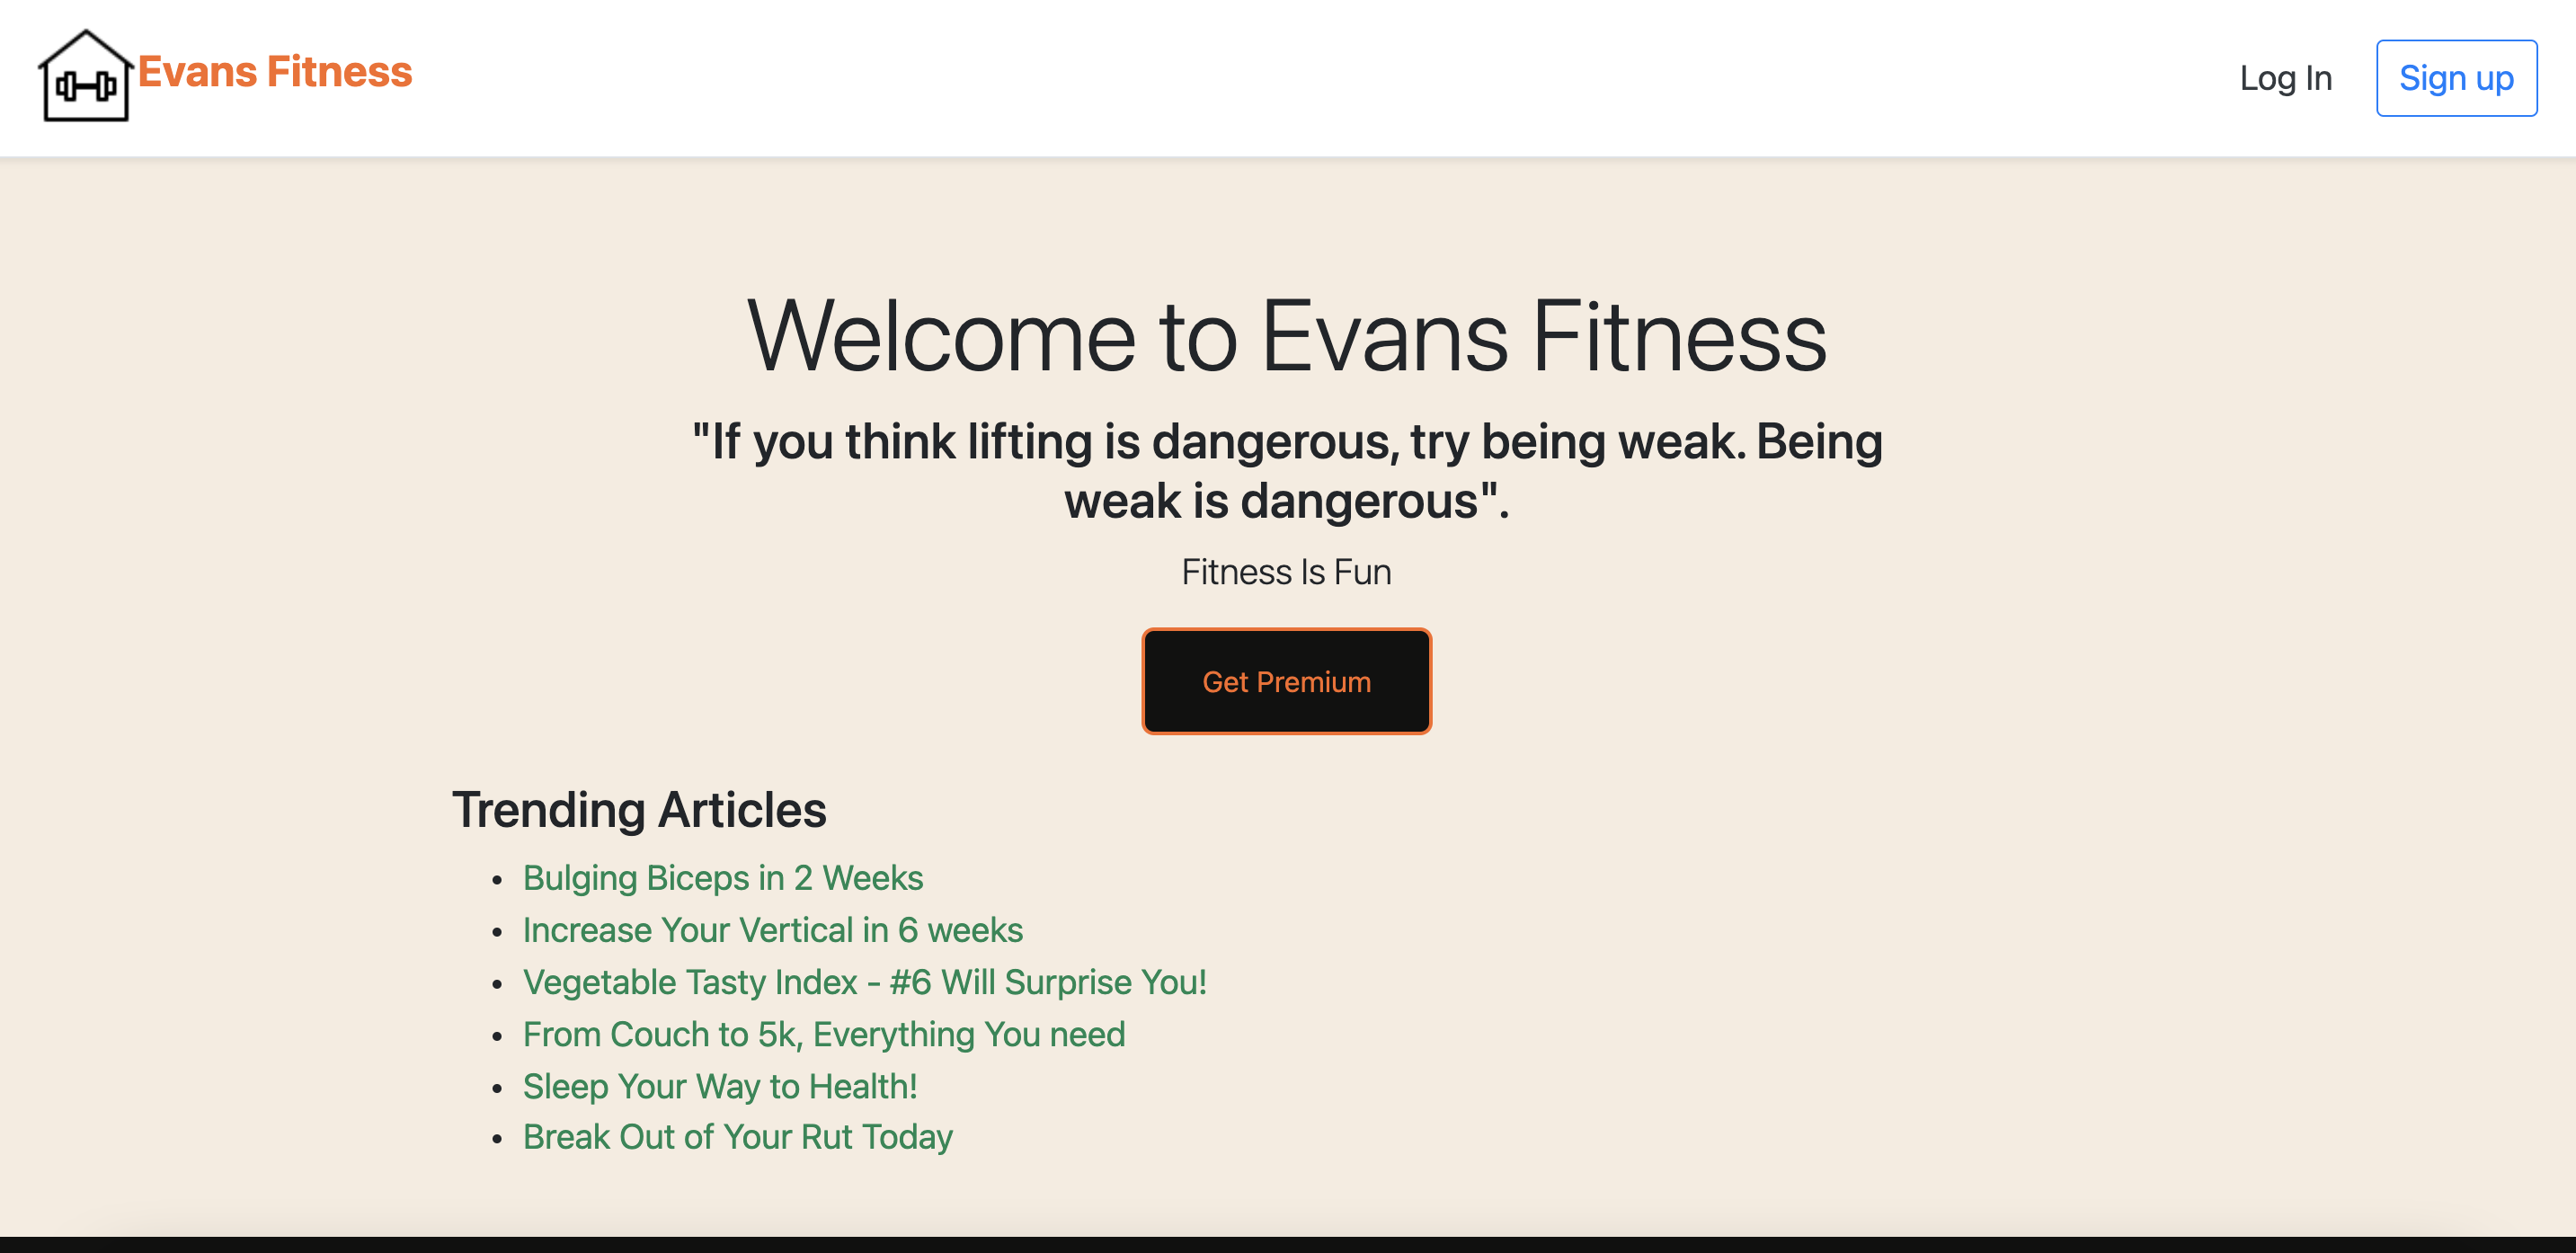 Evans Fitness
Log In
Sign up
Welcome to Evans Fitness
"If you think lifting is dangerous, try being weak. Being
weak is dangerous".
Fitness Is Fun
Get Premium
Trending Articles
• Bulging Biceps in 2 Weeks
• Increase Your Vertical in 6 weeks
• Vegetable Tasty Index - #6 Will Surprise You!
• From Couch to 5k, Everything You need
• Sleep Your Way to Health!
• Break Out of Your Rut Today